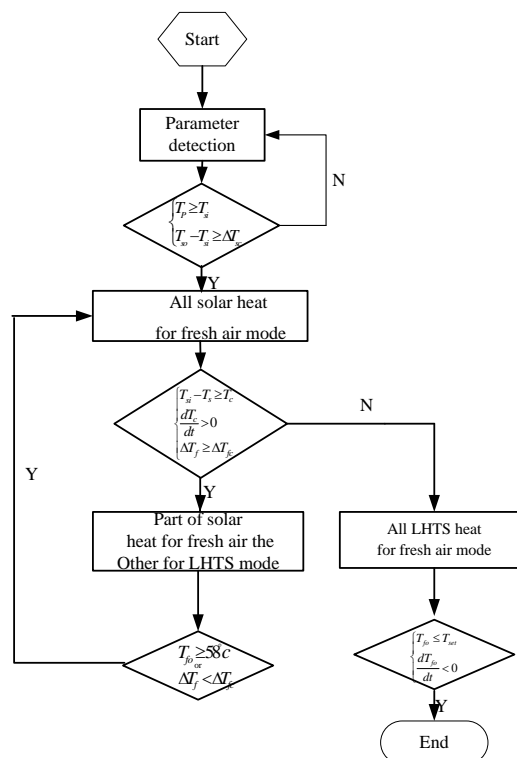 Start
Parameter
detection
N
T_p ≥ T_si
T_so − T_si ≥ ΔT_sc
Y
All solar heat
for fresh air mode
T_si − T_s ≥ T_c
dT_c/dt > 0
ΔT_f ≥ ΔT_fc
N
Y
Y
Part of solar
heat for fresh air the
Other for LHTS mode
All LHTS heat
for fresh air mode
T_fo ≥ 58°c
or
ΔT_f < ΔT_fc
T_fo ≤ T_set
dT_fo/dt < 0
Y
End